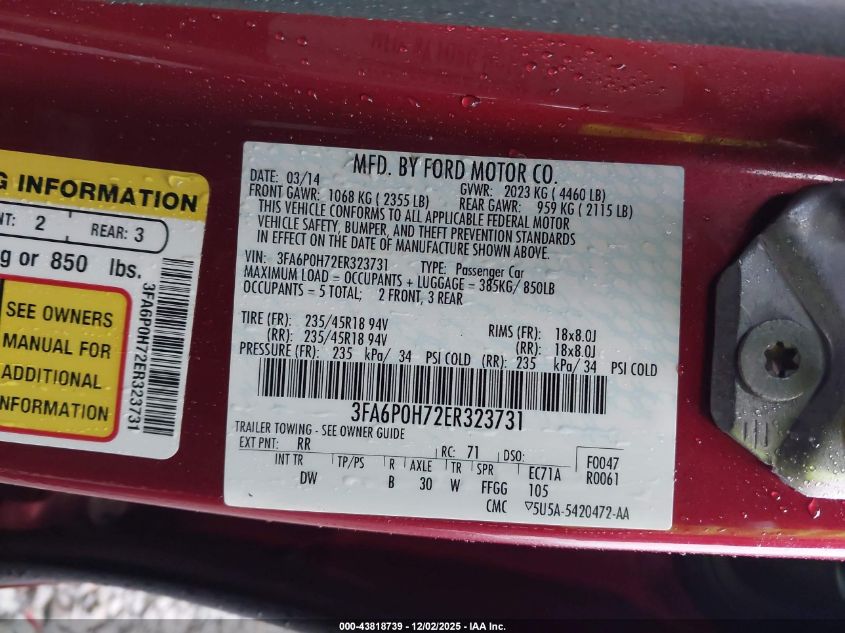 G INFORMATION
NT: 2 REAR: 3
g or 850 lbs.
SEE OWNERS
MANUAL FOR
ADDITIONAL
INFORMATION
3FA6P0H72ER323731
MFD. BY FORD MOTOR CO.
DATE: 03/14 GVWR: 2023 KG ( 4460 LB)
FRONT GAWR: 1068 KG ( 2355 LB) REAR GAWR: 959 KG ( 2115 LB)
THIS VEHICLE CONFORMS TO ALL APPLICABLE FEDERAL MOTOR
VEHICLE SAFETY, BUMPER, AND THEFT PREVENTION STANDARDS
IN EFFECT ON THE DATE OF MANUFACTURE SHOWN ABOVE.
VIN: 3FA6P0H72ER323731 TYPE: Passenger Car
MAXIMUM LOAD = OCCUPANTS + LUGGAGE = 385KG/ 850LB
OCCUPANTS = 5 TOTAL; 2 FRONT, 3 REAR
TIRE (FR): 235/45R18 94V RIMS (FR): 18x8.0J
(RR): 235/45R18 94V (RR): 18x8.0J
PRESSURE (FR): 235 kPa/ 34 PSI COLD (RR): 235 kPa/ 34 PSI COLD
3FA6P0H72ER323731
TRAILER TOWING - SEE OWNER GUIDE
EXT PNT: RR RC: 71 DSO: F0047
R0061
INT TR TP/PS R AXLE TR SPR EC71A
DW B 30 W FFGG 105
CMC ▽5U5A-5420472-AA
000-43818739 - 12/02/2025 - IAA Inc.